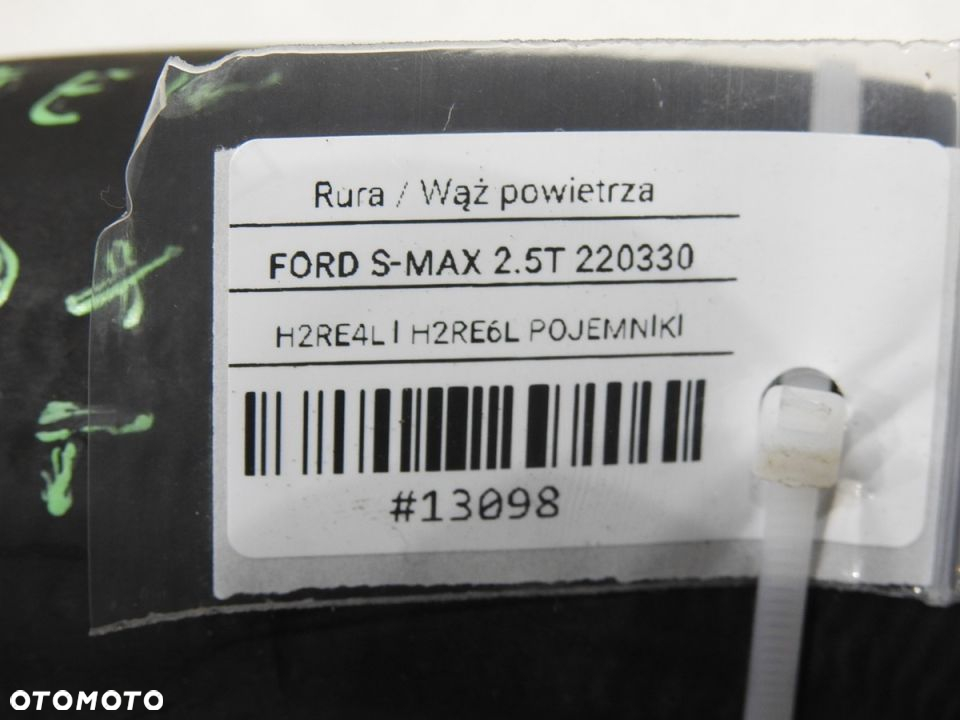 Rura / Wąż powietrza
FORD S-MAX 2.5T 220330
H2RE4L I H2RE6L POJEMNIKI
#13098
OTOMOTO